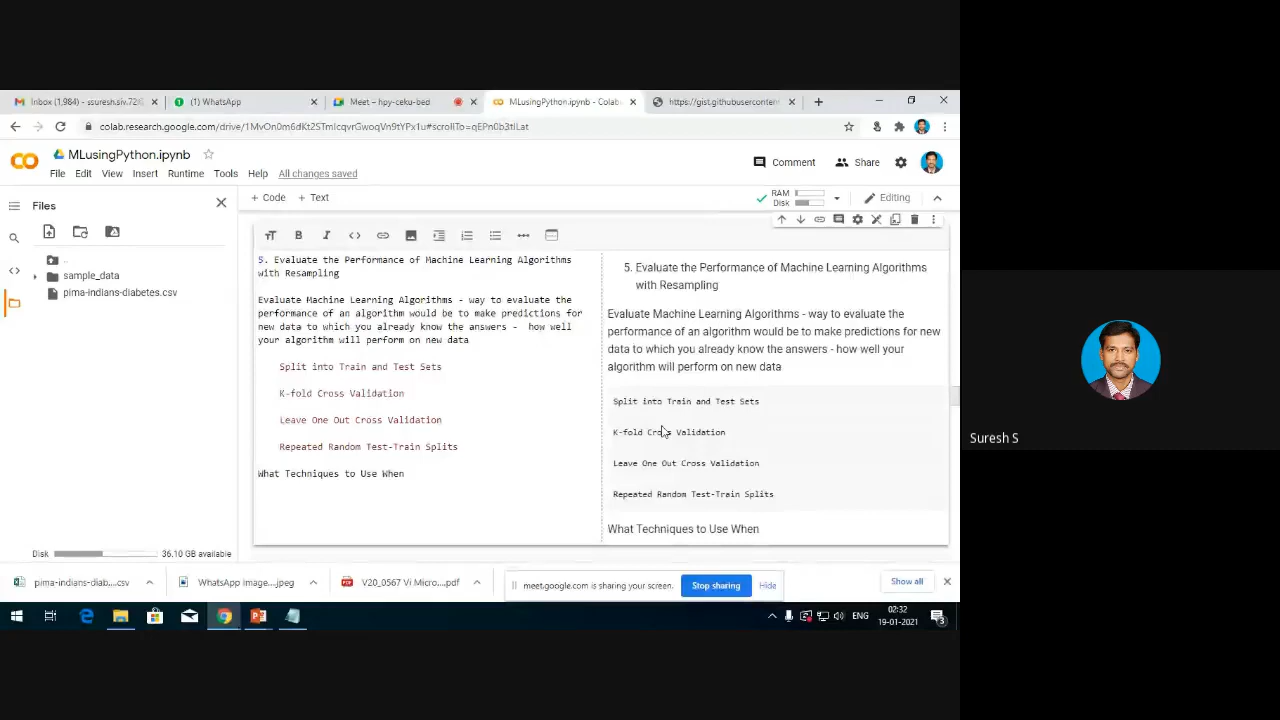 Inbox (1,984) - ssuresh.siv.72@
(1) WhatsApp
Meet – hpy-ceku-bed
MLusingPython.ipynb - Colab
https://gist.githubusercontent
colab.research.google.com/drive/
MLusingPython.ipynb
Comment
Share
File Edit View Insert Runtime Tools Help All changes saved
Files
+ Code + Text
RAM
Disk
Editing
..
sample_data
pima-indians-diabetes.csv
5. Evaluate the Performance of Machine Learning Algorithms
with Resampling
Evaluate Machine Learning Algorithms - way to evaluate the
performance of an algorithm would be to make predictions for
new data to which you already know the answers - how well
your algorithm will perform on new data
Split into Train and Test Sets
K-fold Cross Validation
Leave One Out Cross Validation
Repeated Random Test-Train Splits
What Techniques to Use When
5. Evaluate the Performance of Machine Learning Algorithms
with Resampling
Evaluate Machine Learning Algorithms - way to evaluate the
performance of an algorithm would be to make predictions for new
data to which you already know the answers - how well your
algorithm will perform on new data
Split into Train and Test Sets
K-fold Cross Validation
Leave One Out Cross Validation
Repeated Random Test-Train Splits
What Techniques to Use When
Suresh S
Disk
36.10 GB available
pima-indians-diab....csv
WhatsApp Image....jpeg
V20_0567 Vi Micro....pdf
meet.google.com is sharing your screen.
Stop sharing
Hide
Show all
ENG
02:32
19-01-2021
3